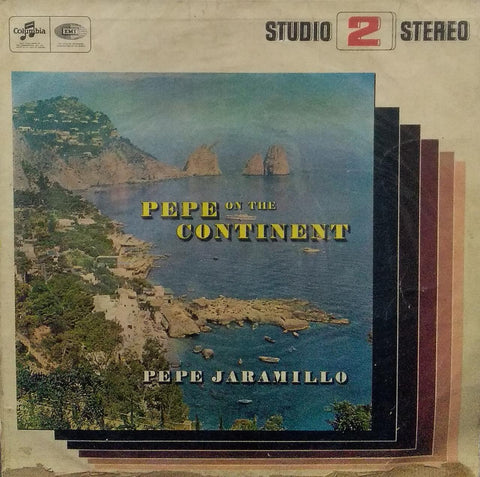 Columbia
EMI
STUDIO 2 STEREO
PEPE ON THE
CONTINENT
PEPE JARAMILLO